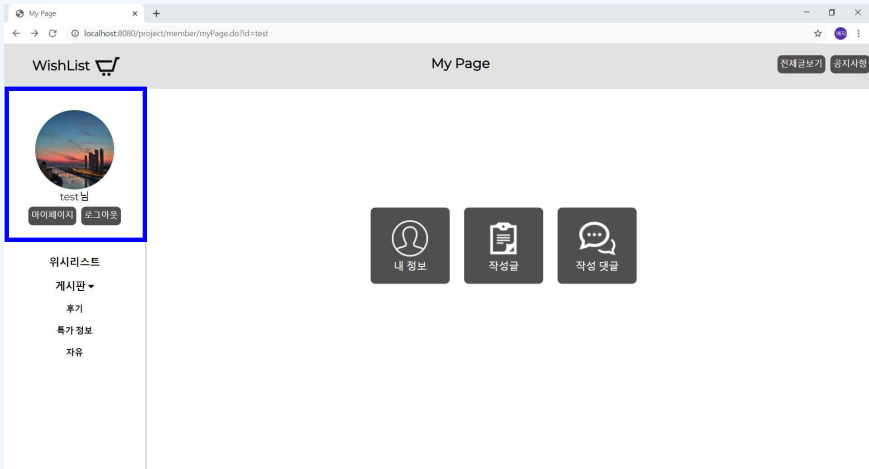 My Page
localhost:8080/project/member/myPage.do?id=test
예지
WishList
My Page
전체글보기 공지사항
test님
마이페이지 로그아웃
위시리스트
게시판
후기
특가 정보
자유
내 정보 작성글 작성 댓글